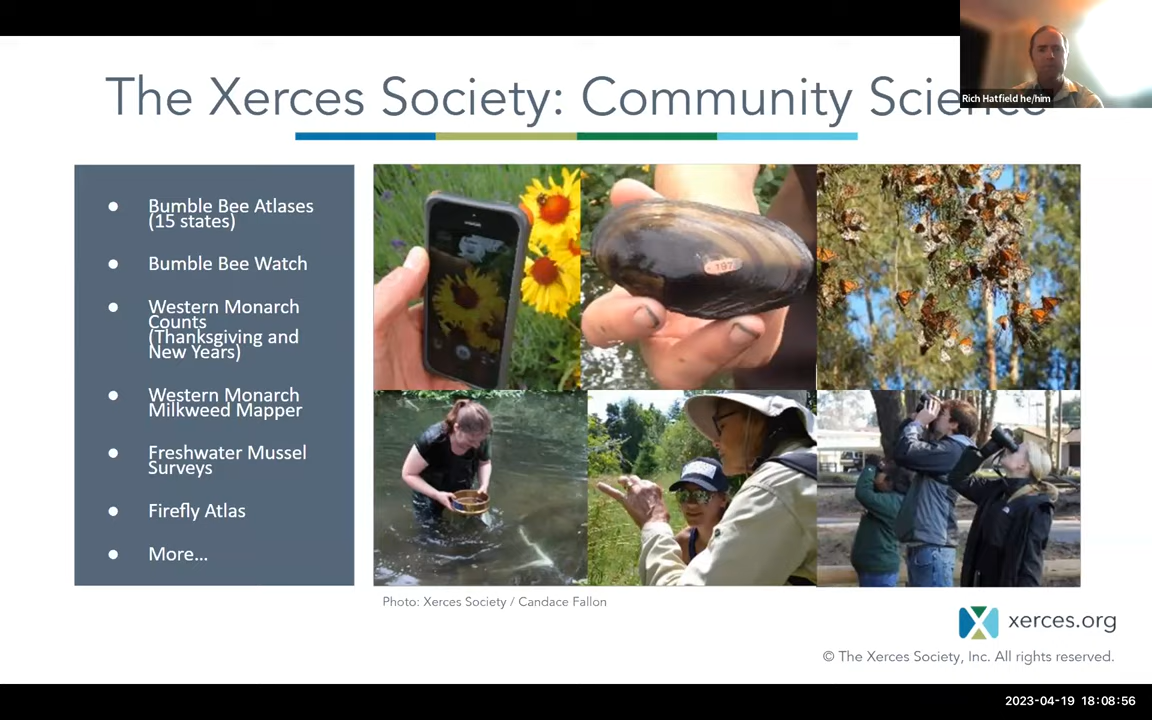 The Xerces Society: Community Science
Rich Hatfield he/him
Bumble Bee Atlases
(15 states)
Bumble Bee Watch
Western Monarch
Counts
(Thanksgiving and
New Years)
Western Monarch
Milkweed Mapper
Freshwater Mussel
Surveys
Firefly Atlas
More...
197
Photo: Xerces Society / Candace Fallon
xerces.org
© The Xerces Society, Inc. All rights reserved.
2023-04-19 18:08:56